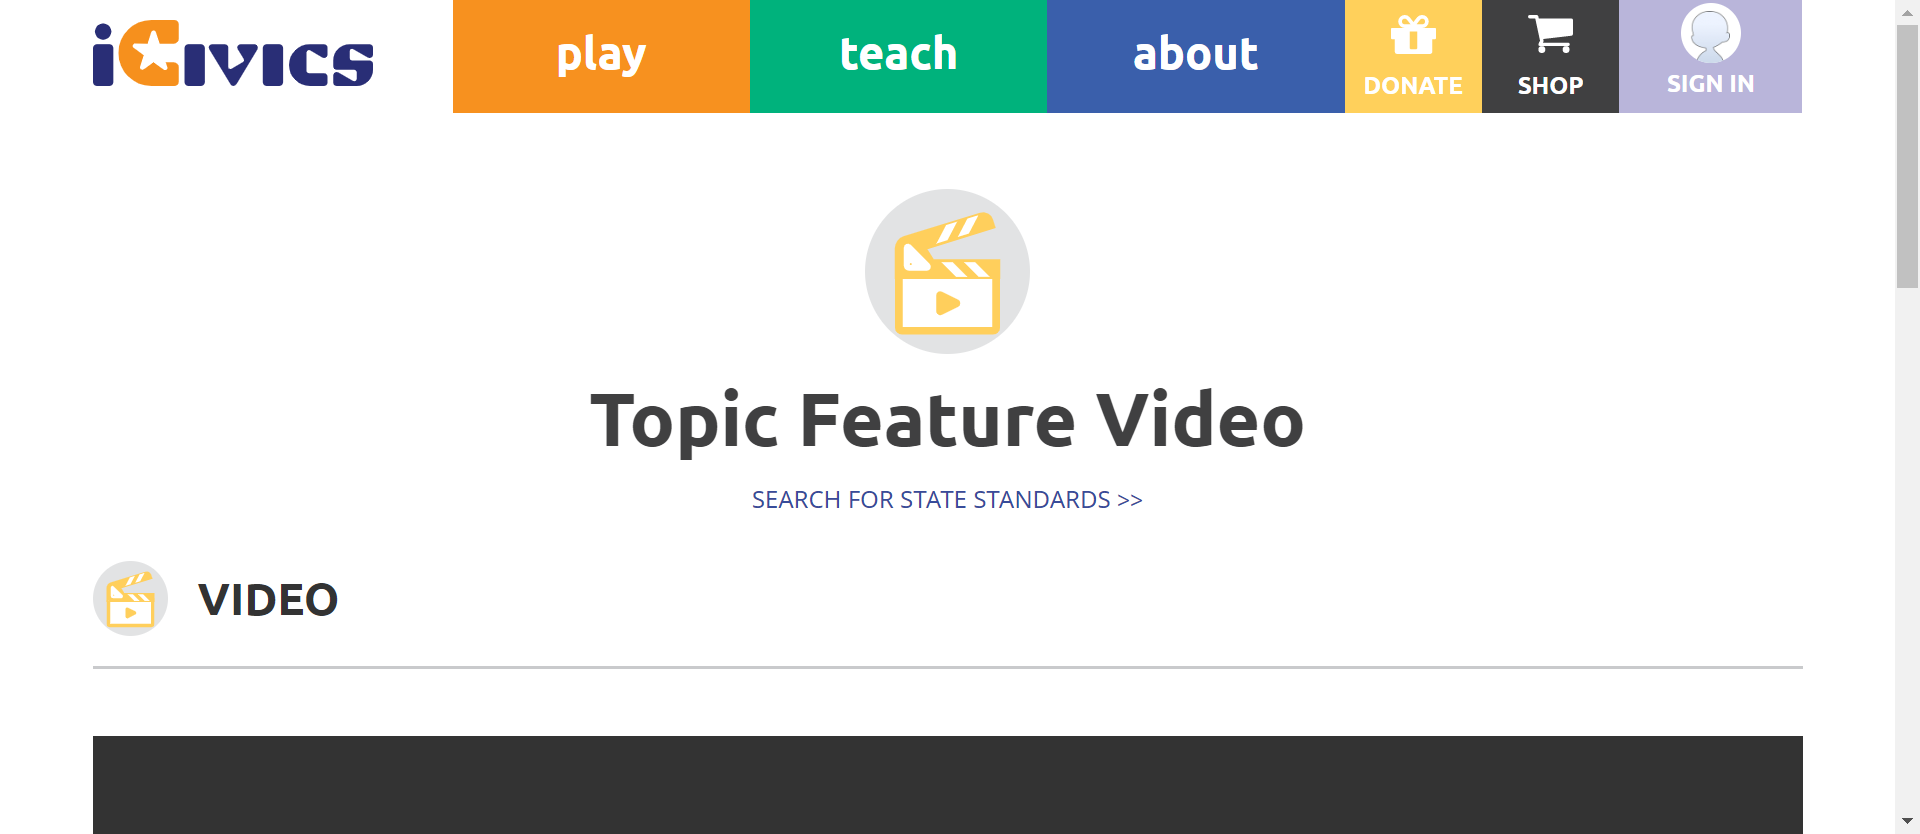 iCivics
play
teach
about
DONATE
SHOP
SIGN IN
Topic Feature Video
SEARCH FOR STATE STANDARDS >>
VIDEO